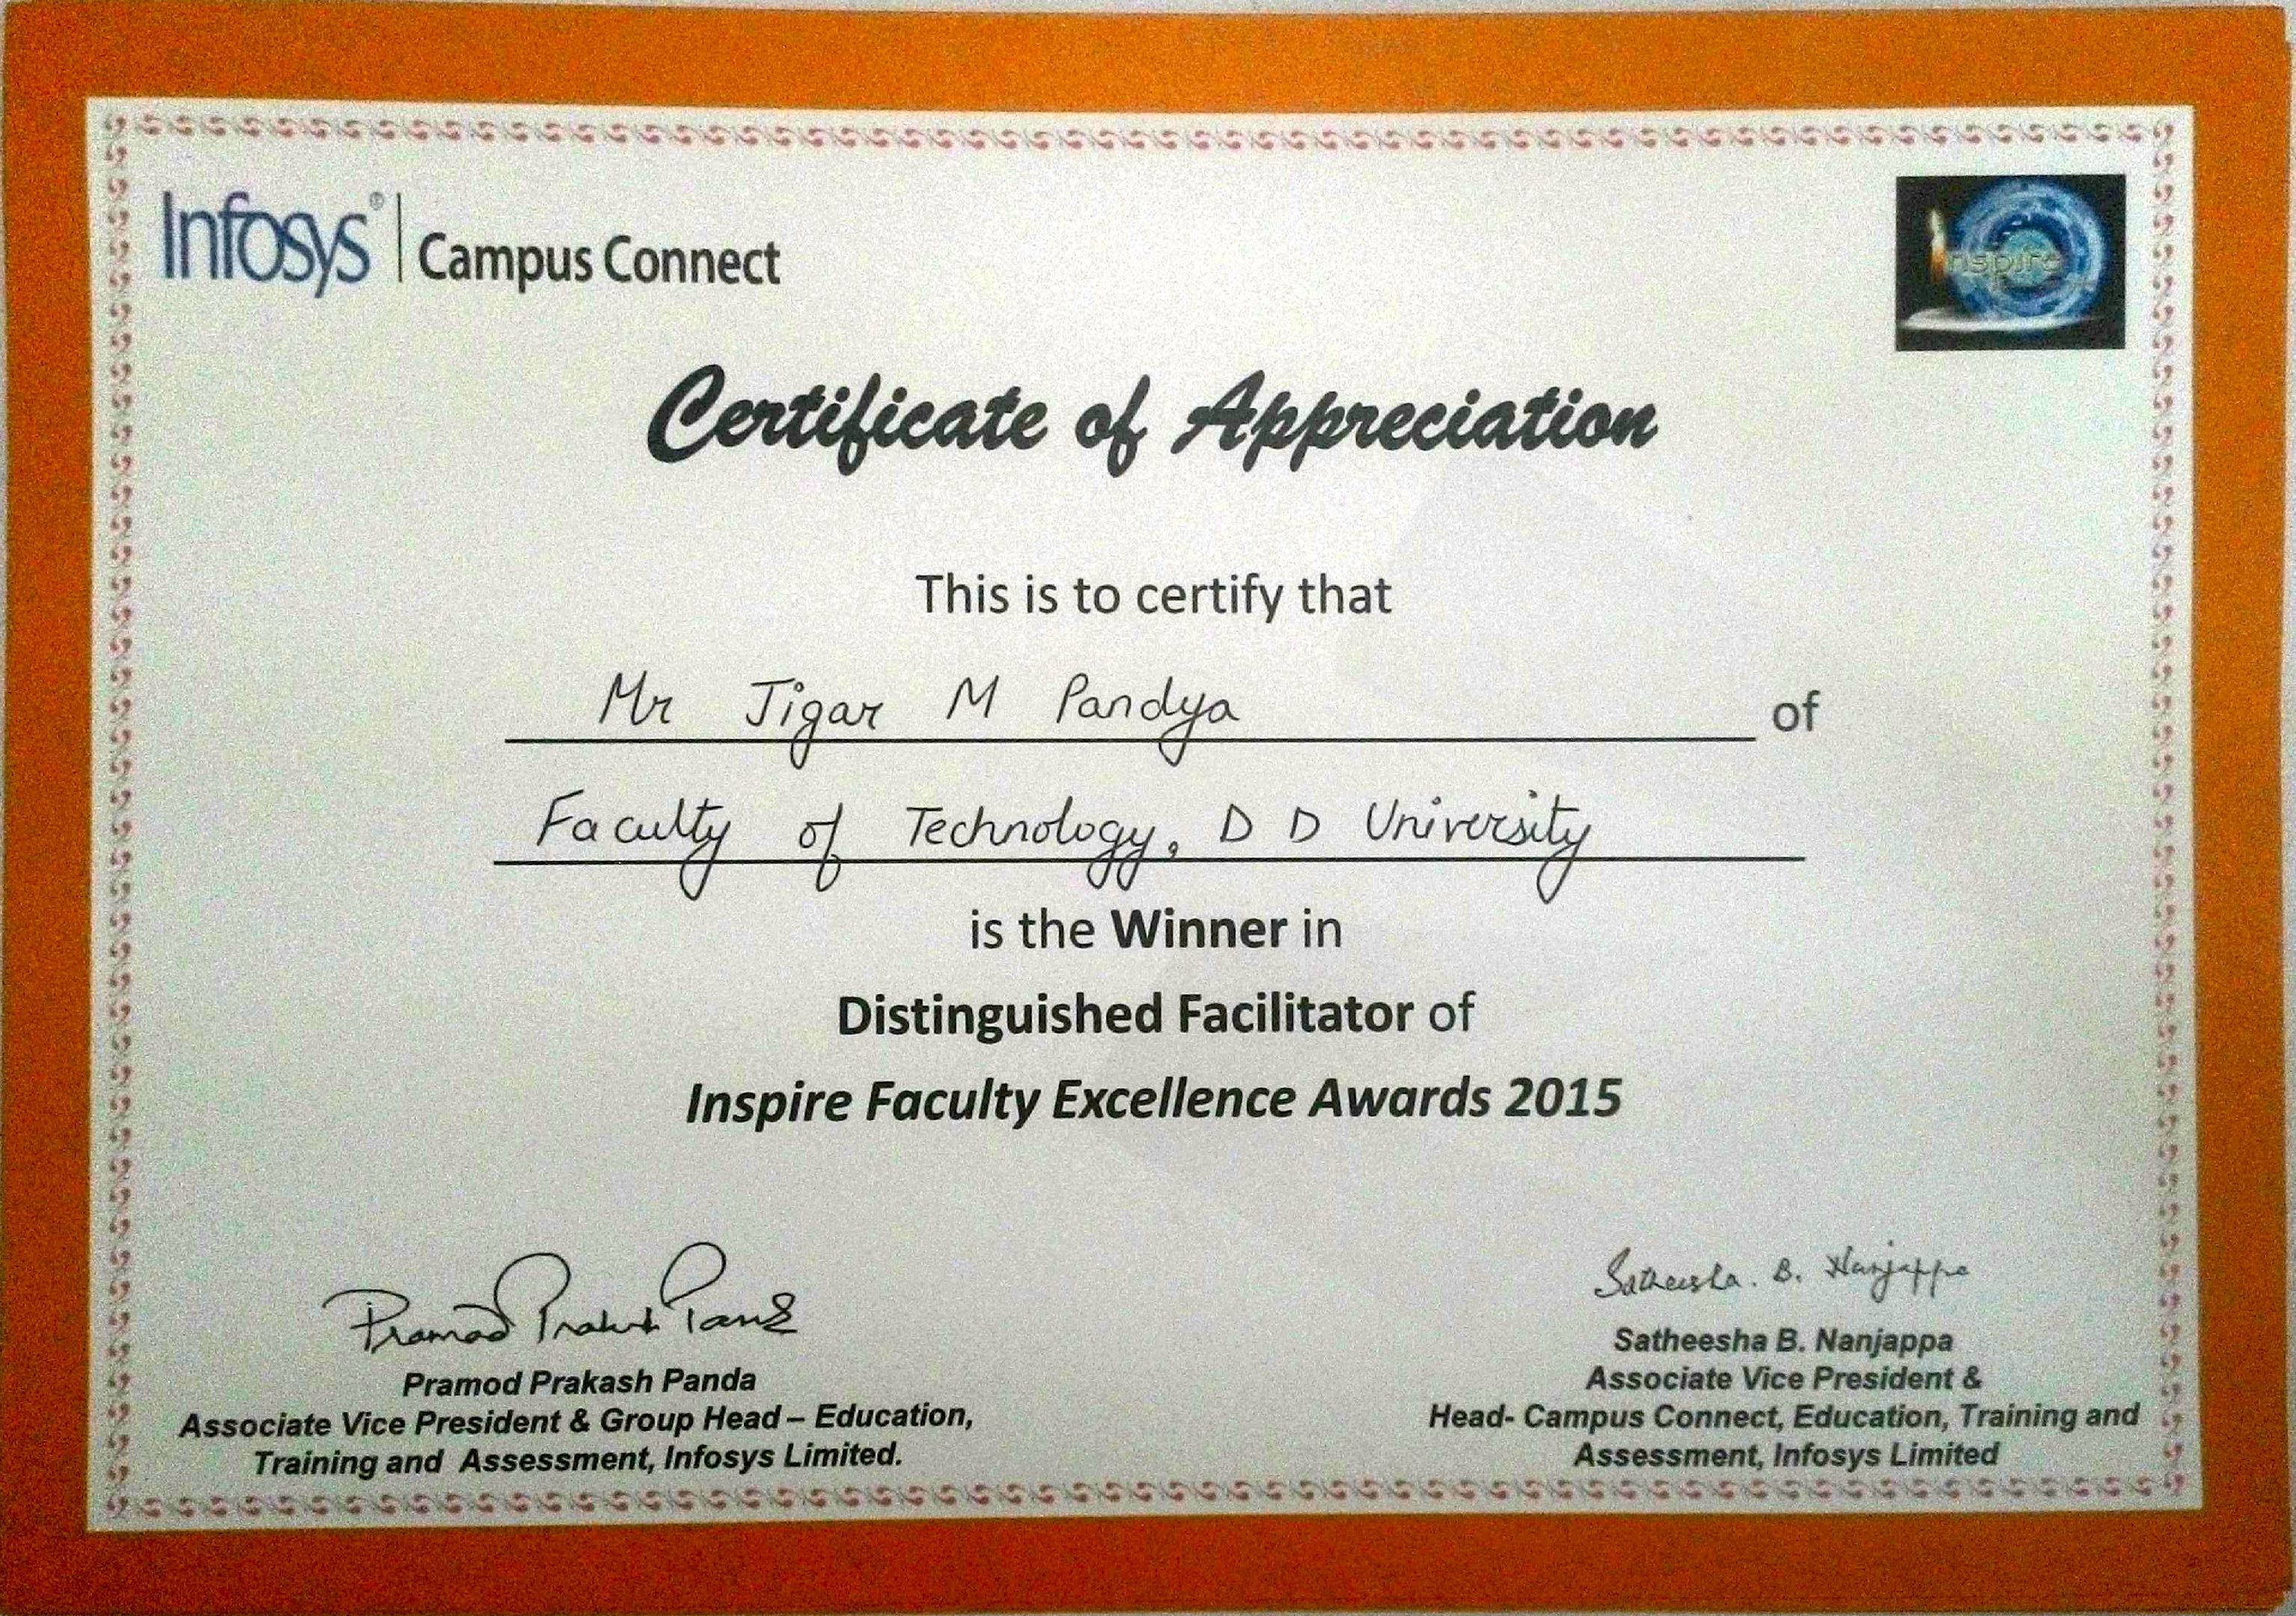 Infosys® | Campus Connect
Inspire
Certificate of Appreciation
This is to certify that
Mr Jigar M Pandya of
Faculty of Technology, D D University
is the Winner in
Distinguished Facilitator of
Inspire Faculty Excellence Awards 2015
Pramod Prakash Panda
Pramod Prakash Panda
Associate Vice President & Group Head – Education,
Training and Assessment, Infosys Limited.
Satheesha. B. Nanjappa
Satheesha B. Nanjappa
Associate Vice President &
Head- Campus Connect, Education, Training and
Assessment, Infosys Limited